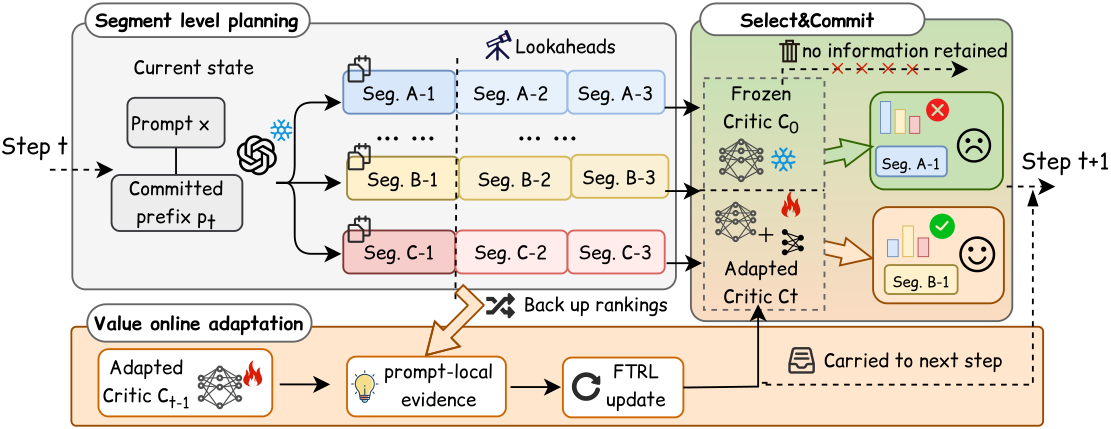 Segment level planning
Select&Commit
Lookaheads
no information retained
Current state
Step t
Prompt x
Committed
prefix pt
Seg. A-1
Seg. A-2
Seg. A-3
... ...
... ...
Seg. B-1
Seg. B-2
Seg. B-3
Seg. C-1
Seg. C-2
Seg. C-3
Frozen
Critic C0
+
Adapted
Critic Ct
Seg. A-1
Seg. B-1
Step t+1
Back up rankings
Value online adaptation
Adapted
Critic Ct-1
prompt-local
evidence
FTRL
update
Carried to next step